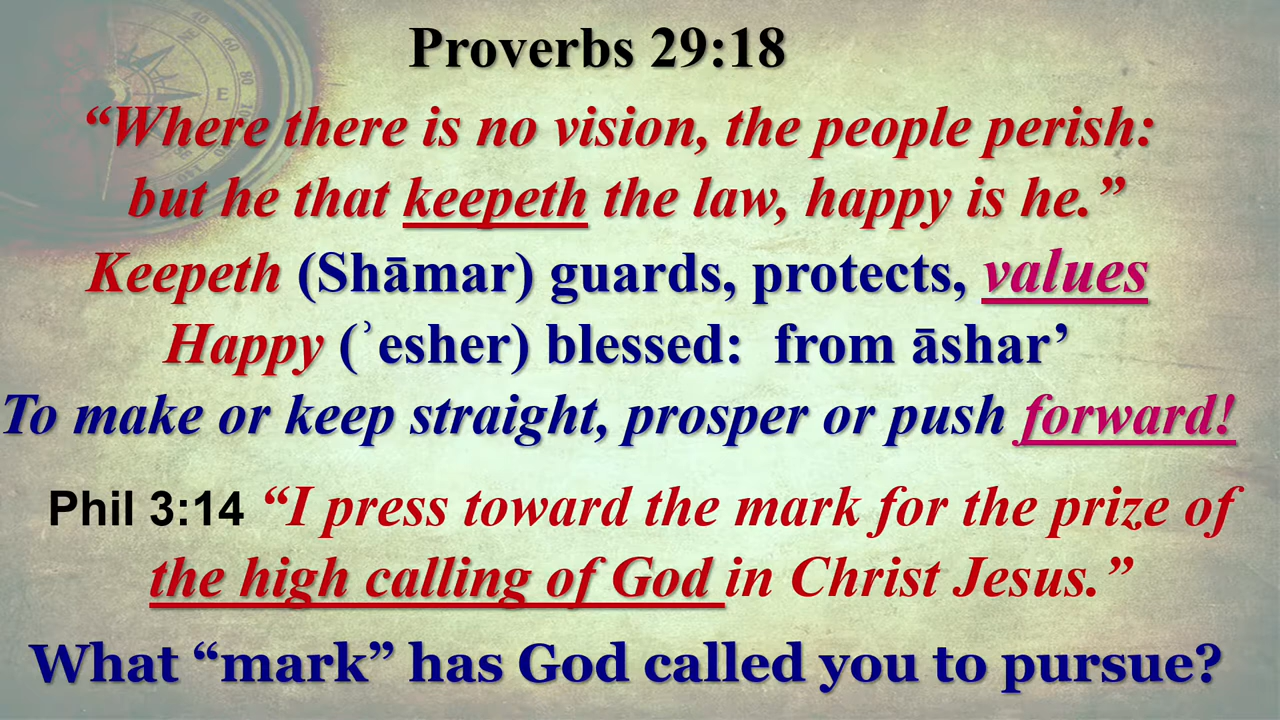 Proverbs 29:18
“Where there is no vision, the people perish:
but he that keepeth the law, happy is he.”
Keepeth (Shāmar) guards, protects, values
Happy (ʾesher) blessed:  from āshar’
To make or keep straight, prosper or push forward!
Phil 3:14 “I press toward the mark for the prize of
the high calling of God in Christ Jesus.”
What “mark” has God called you to pursue?